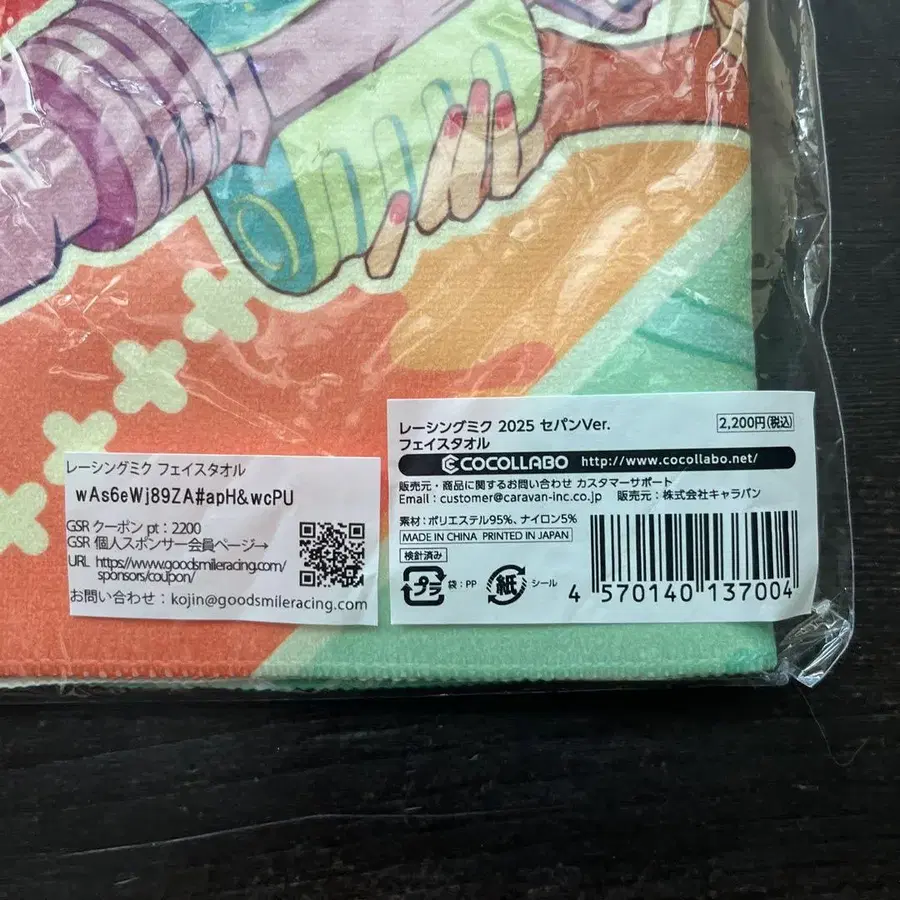 レーシングミク フェイスタオル
wAs6eWj89ZA#apH&wcPU
GSR クーポン pt：2200
GSR 個人スポンサー会員ページ→
URL https://www.goodsmileracing.com/
sponsors/coupon/
お問い合わせ：kojin@goodsmileracing.com
レーシングミク 2025 セパンVer.
フェイスタオル
2,200円(税込)
COCOLLABO http://www.cocollabo.net/
販売元・商品に関するお問い合わせ カスタマーサポート
Email：customer@caravan-inc.co.jp 販売元：株式会社キャラバン
素材：ポリエステル95%、ナイロン5%
MADE IN CHINA PRINTED IN JAPAN
検針済み
プラ 袋：PP 紙 シール
4 570140 137004